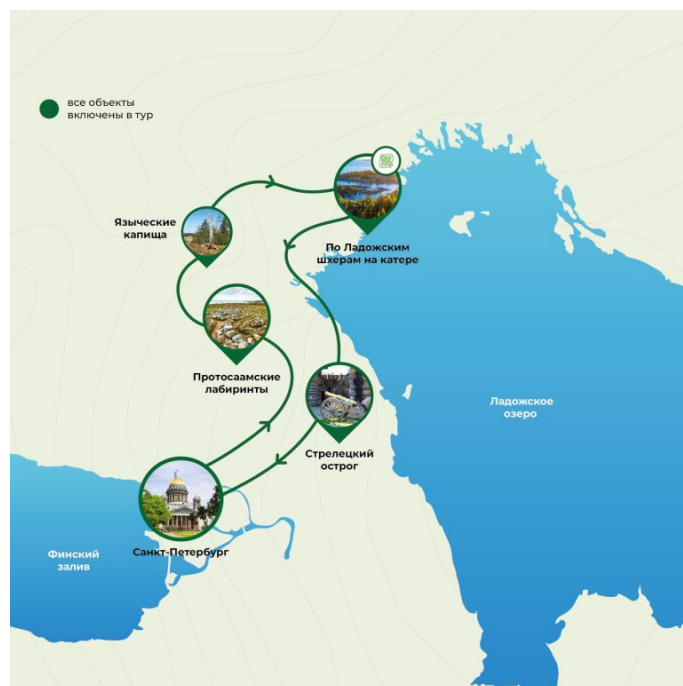 все объекты
включены в тур
Языческие
капища
По Ладожским
шхерам на катере
Протосаамские
лабиринты
Ладожское
озеро
Стрелецкий
острог
Санкт-Петербург
Финский
залив